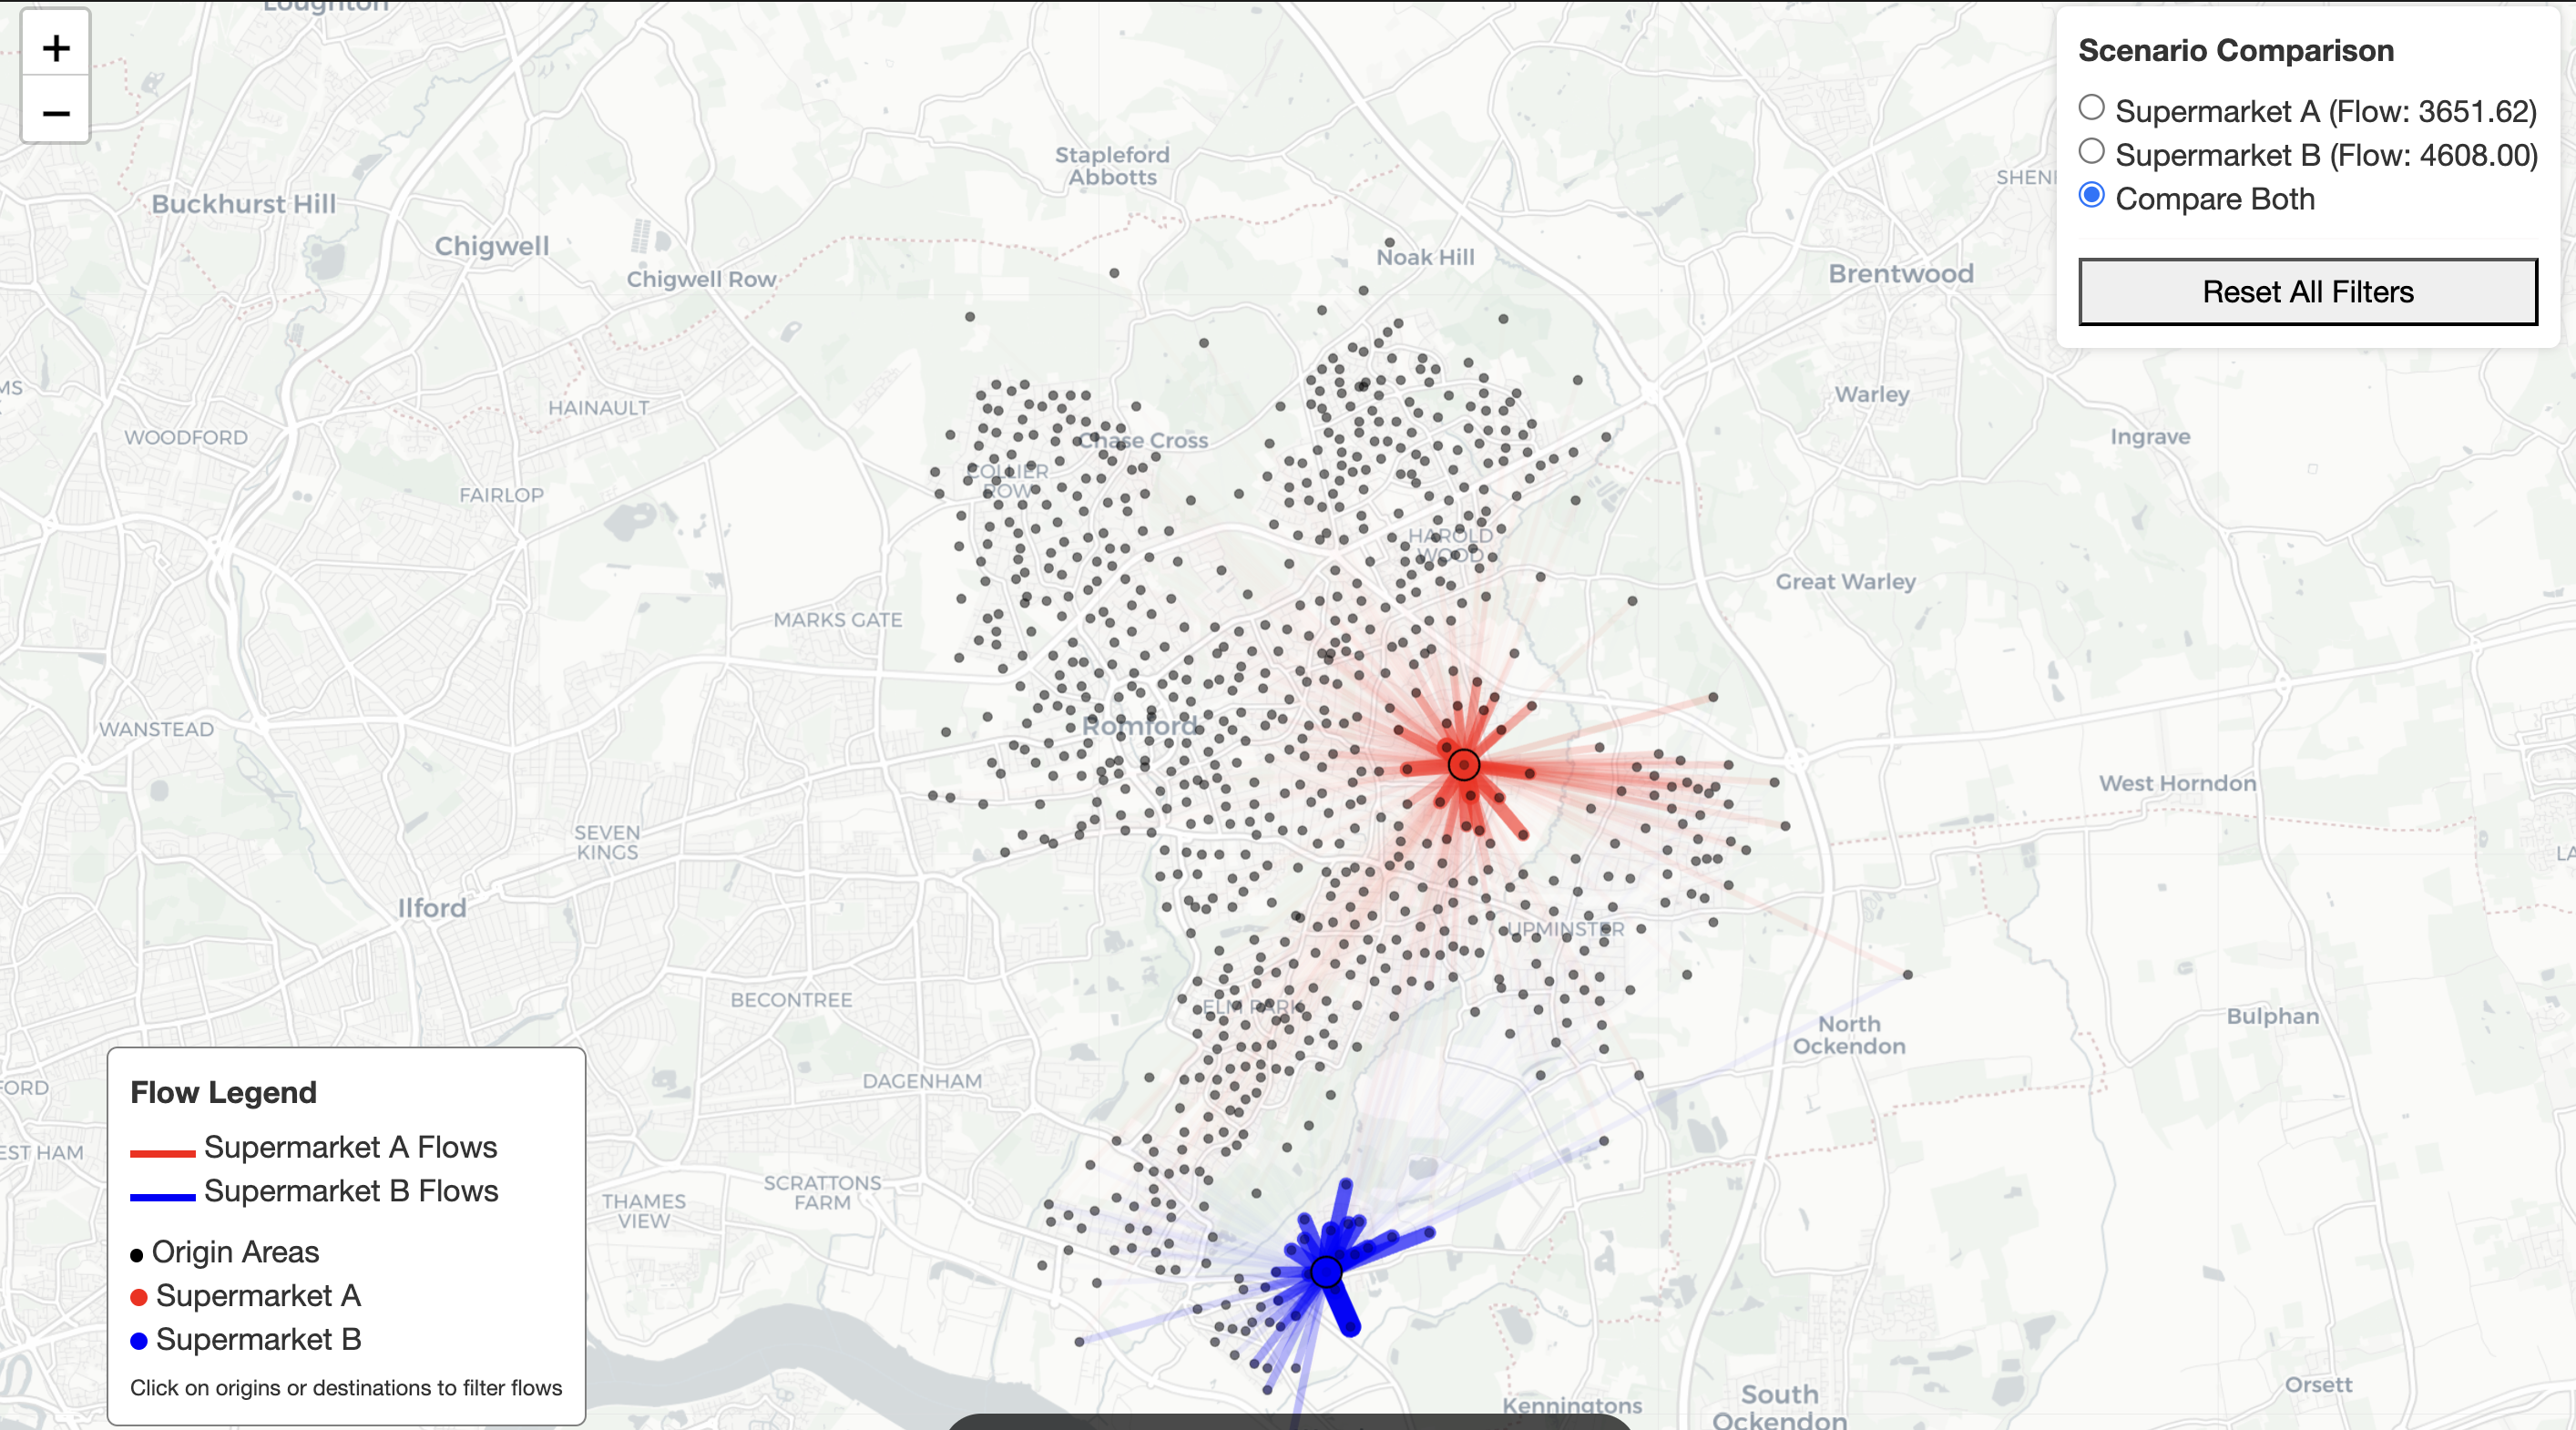 Loughton
+
−
Scenario Comparison
Supermarket A (Flow: 3651.62)
Supermarket B (Flow: 4608.00)
Compare Both
Reset All Filters
Stapleford
Abbotts
SHENF
Buckhurst Hill
Chigwell
Noak Hill
Chigwell Row
Brentwood
MS
HAINAULT
Warley
WOODFORD
Chase Cross
Ingrave
COLLIER
ROW
FAIRLOP
HAROLD
WOOD
Great Warley
MARKS GATE
WANSTEAD
Romford
West Horndon
SEVEN
KINGS
LA
Ilford
UPMINSTER
BECONTREE
ELM PARK
North
Ockendon
Bulphan
FORD
DAGENHAM
EST HAM
THAMES
VIEW
SCRATTONS
FARM
Flow Legend
Supermarket A Flows
Supermarket B Flows
Origin Areas
Supermarket A
Supermarket B
Click on origins or destinations to filter flows
Kenningtons
South
Ockendon
Orsett